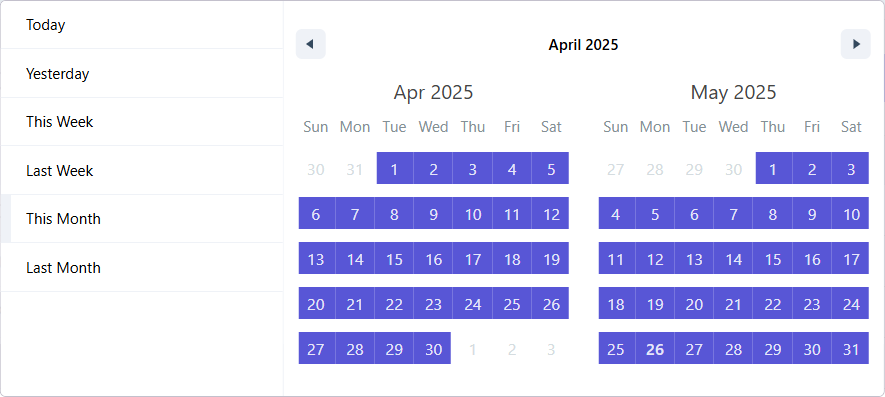 Today
Yesterday
This Week
Last Week
This Month
Last Month
April 2025
Apr 2025
Sun Mon Tue Wed Thu Fri Sat
30 31 1 2 3 4 5
6 7 8 9 10 11 12
13 14 15 16 17 18 19
20 21 22 23 24 25 26
27 28 29 30 1 2 3
May 2025
Sun Mon Tue Wed Thu Fri Sat
27 28 29 30 1 2 3
4 5 6 7 8 9 10
11 12 13 14 15 16 17
18 19 20 21 22 23 24
25 26 27 28 29 30 31